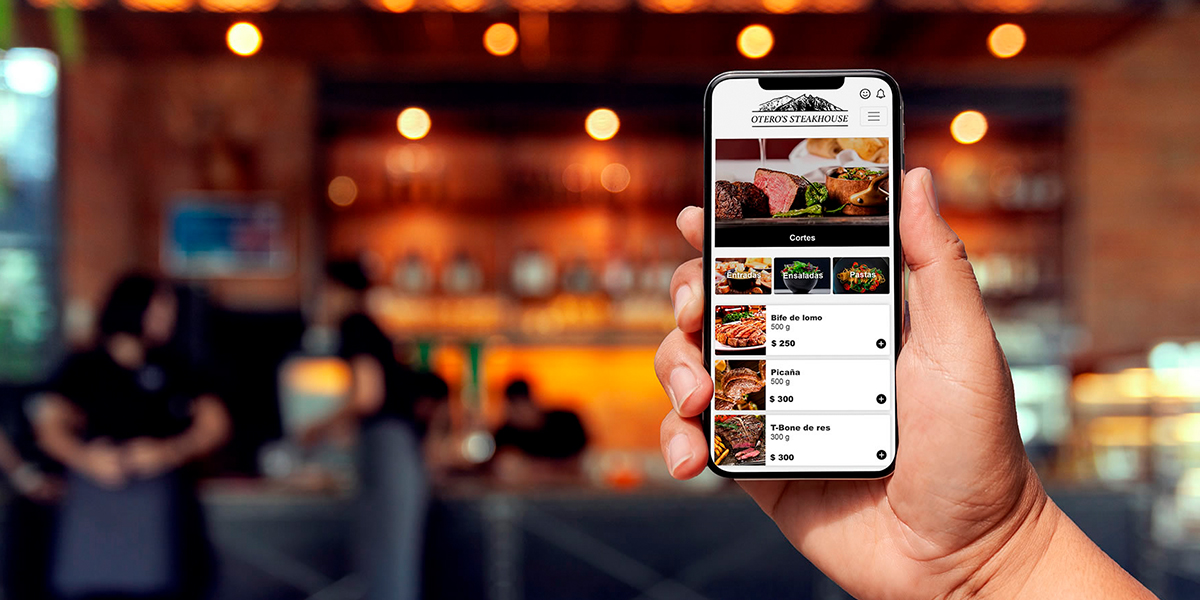 OTERO'S STEAKHOUSE
Cortes
Entradas Ensaladas Pastas
Bife de lomo
500 g
$ 250
Picaña
500 g
$ 300
T-Bone de res
300 g
$ 300